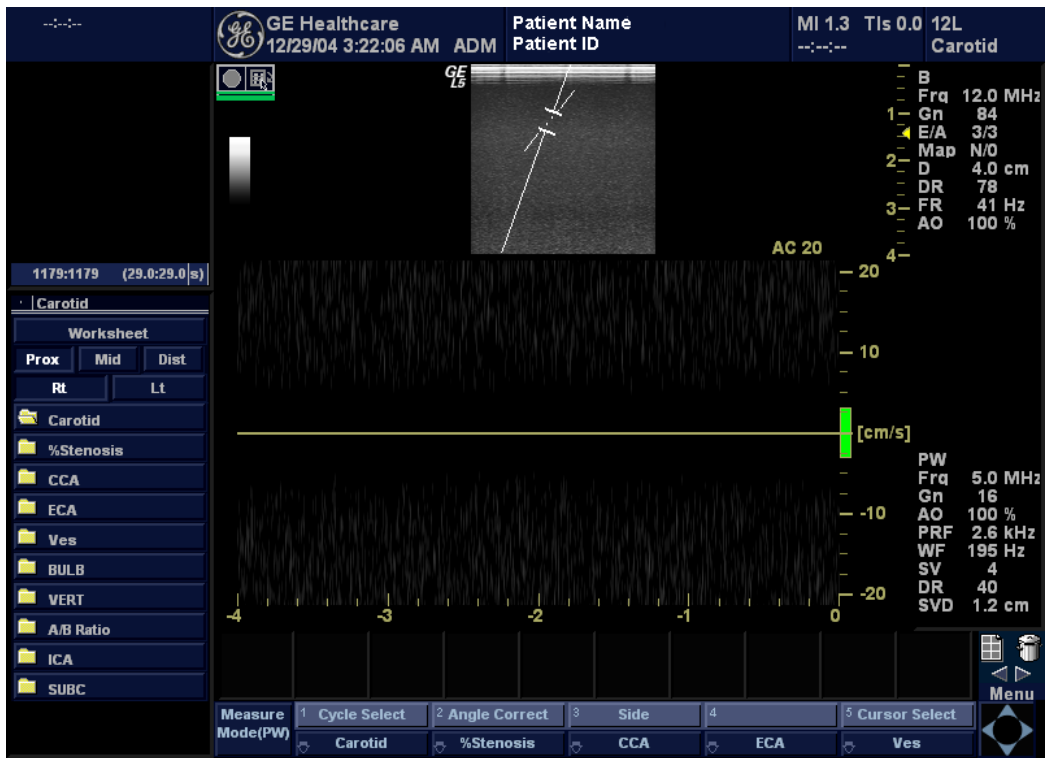 --:--:--
GE Healthcare
12/29/04 3:22:06 AM ADM
Patient Name
Patient ID
MI 1.3 TIs 0.0 12L
--:--:-- Carotid
GE
L5
B
Frq 12.0 MHz
Gn 84
E/A 3/3
Map N/0
D 4.0 cm
DR 78
FR 41 Hz
AO 100 %
1
2
3
4
AC 20
1179:1179 (29.0:29.0 s)
Carotid
Worksheet
Prox Mid Dist
Rt Lt
Carotid
%Stenosis
CCA
ECA
Ves
BULB
VERT
A/B Ratio
ICA
SUBC
20
10
[cm/s]
-10
-20
-4 -3 -2 -1 0
PW
Frq 5.0 MHz
Gn 16
AO 100 %
PRF 2.6 kHz
WF 195 Hz
SV 4
DR 40
SVD 1.2 cm
Menu
Measure
Mode(PW)
1 Cycle Select 2 Angle Correct 3 Side 4 5 Cursor Select
Carotid %Stenosis CCA ECA Ves